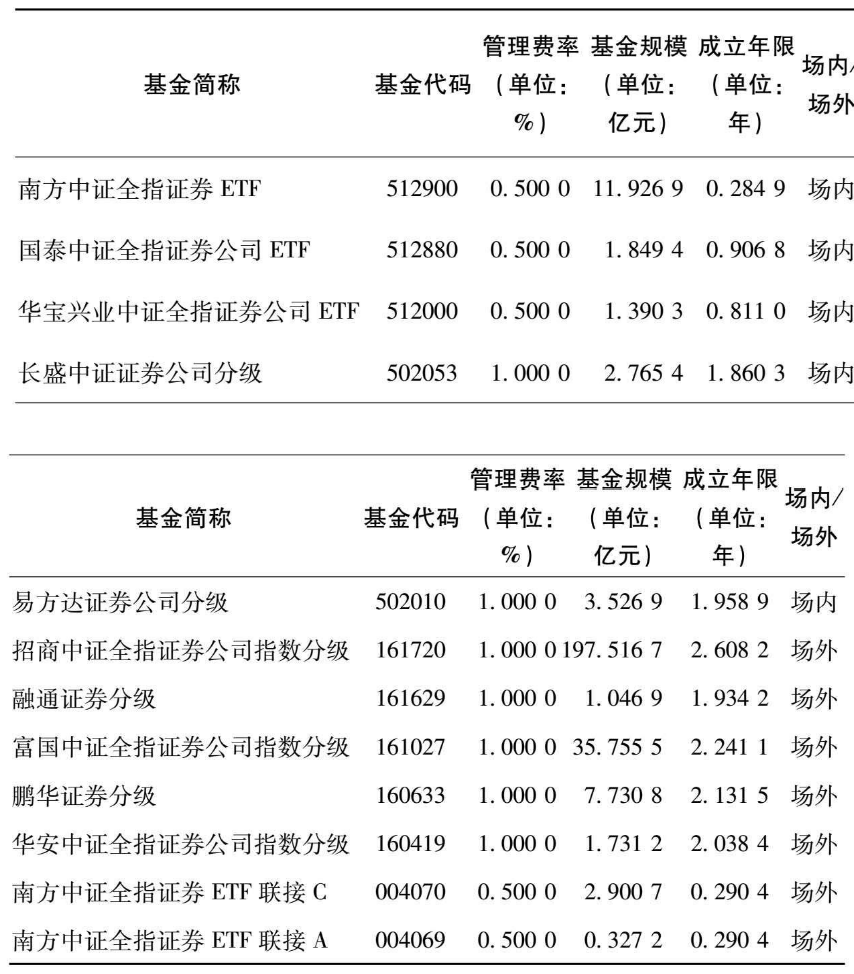 基金简称 基金代码 管理费率(单位:%) 基金规模(单位:亿元) 成立年限(单位:年) 场内/场外
南方中证全指证券 ETF 512900 0.500 0 11.926 9 0.284 9 场内
国泰中证全指证券公司 ETF 512880 0.500 0 1.849 4 0.906 8 场内
华宝兴业中证全指证券公司 ETF 512000 0.500 0 1.390 3 0.811 0 场内
长盛中证证券公司分级 502053 1.000 0 2.765 4 1.860 3 场内
基金简称 基金代码 管理费率(单位:%) 基金规模(单位:亿元) 成立年限(单位:年) 场内/场外
易方达证券公司分级 502010 1.000 0 3.526 9 1.958 9 场内
招商中证全指证券公司指数分级 161720 1.000 0 197.516 7 2.608 2 场外
融通证券分级 161629 1.000 0 1.046 9 1.934 2 场外
富国中证全指证券公司指数分级 161027 1.000 0 35.755 5 2.241 1 场外
鹏华证券分级 160633 1.000 0 7.730 8 2.131 5 场外
华安中证全指证券公司指数分级 160419 1.000 0 1.731 2 2.038 4 场外
南方中证全指证券 ETF 联接 C 004070 0.500 0 2.900 7 0.290 4 场外
南方中证全指证券 ETF 联接 A 004069 0.500 0 0.327 2 0.290 4 场外